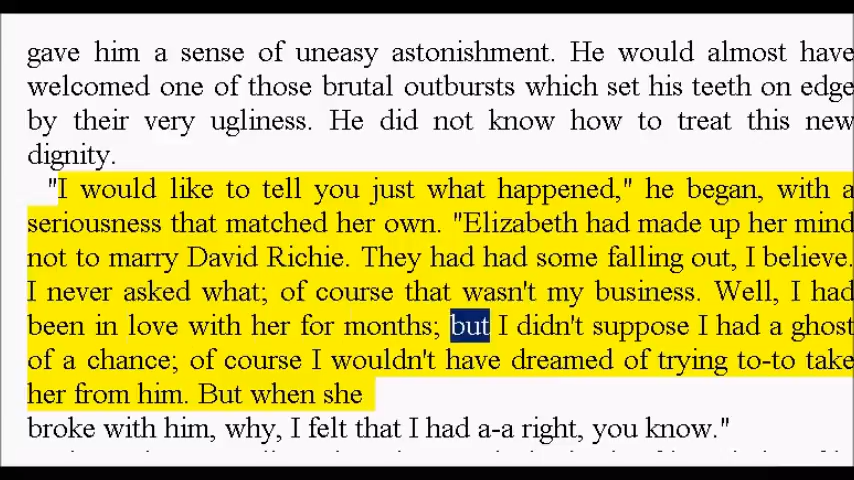 gave him a sense of uneasy astonishment. He would almost have
welcomed one of those brutal outbursts which set his teeth on edge
by their very ugliness. He did not know how to treat this new
dignity.
"I would like to tell you just what happened," he began, with a
seriousness that matched her own. "Elizabeth had made up her mind
not to marry David Richie. They had had some falling out, I believe.
I never asked what; of course that wasn't my business. Well, I had
been in love with her for months; but I didn't suppose I had a ghost
of a chance; of course I wouldn't have dreamed of trying to-to take
her from him. But when she
broke with him, why, I felt that I had a-a right, you know."